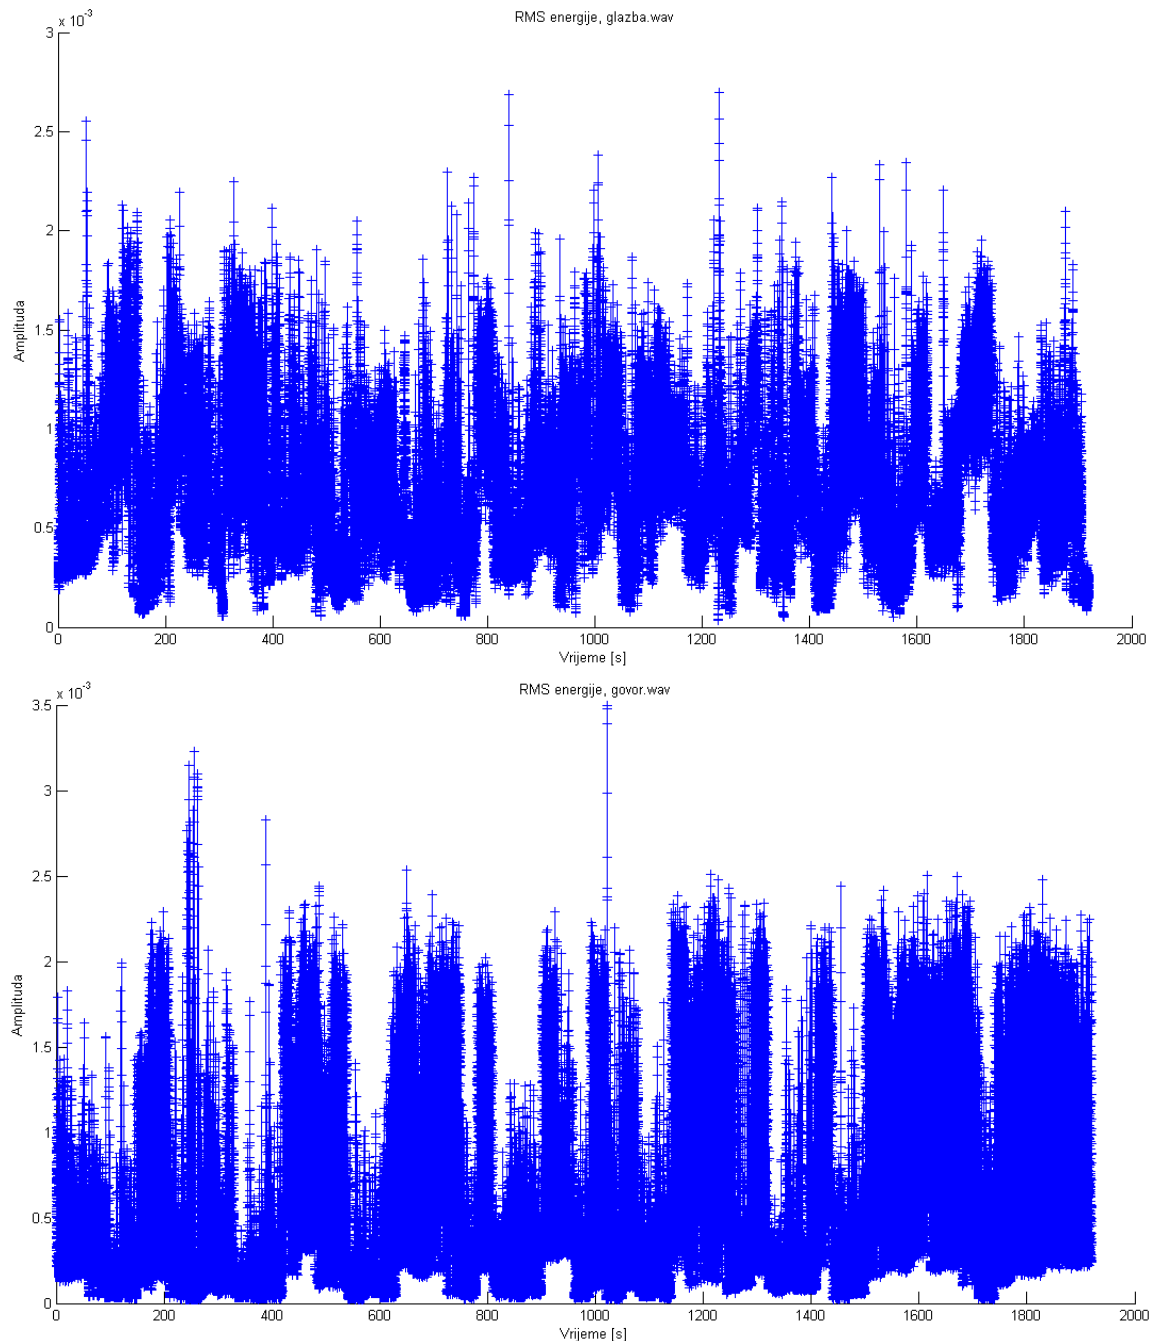 RMS energije, glazba.wav
x 10-3
3
2.5
2
1.5
1
0.5
0
Amplituda
0 200 400 600 800 1000 1200 1400 1600 1800 2000
Vrijeme [s]
RMS energije, govor.wav
x 10-3
3.5
3
2.5
2
1.5
1
0.5
0
Amplituda
0 200 400 600 800 1000 1200 1400 1600 1800 2000
Vrijeme [s]